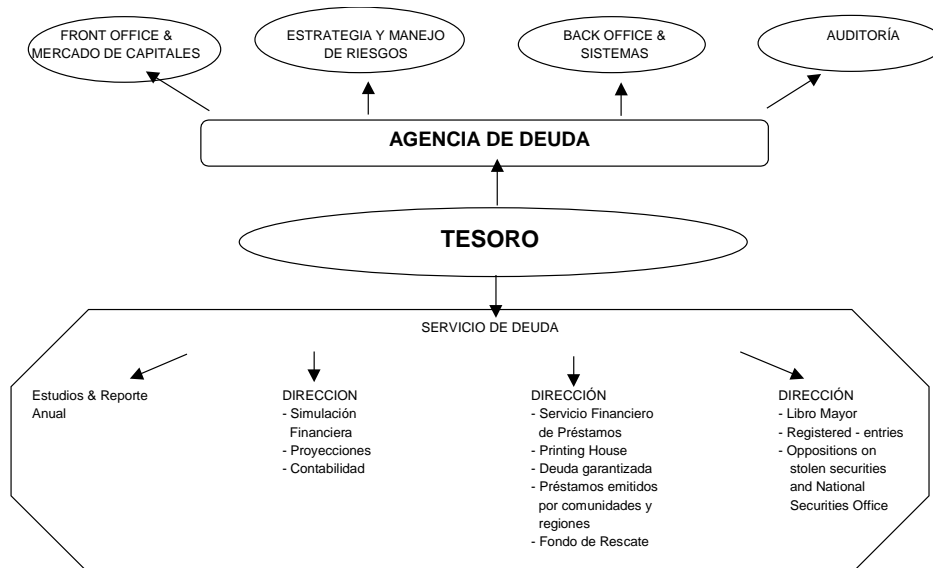 FRONT OFFICE &
MERCADO DE CAPITALES
ESTRATEGIA Y MANEJO
DE RIESGOS
BACK OFFICE &
SISTEMAS
AUDITORÍA
AGENCIA DE DEUDA
TESORO
SERVICIO DE DEUDA
Estudios & Reporte
Anual
DIRECCION
- Simulación
Financiera
- Proyecciones
- Contabilidad
DIRECCIÓN
- Servicio Financiero
de Préstamos
- Printing House
- Deuda garantizada
- Préstamos emitidos
por comunidades y
regiones
- Fondo de Rescate
DIRECCIÓN
- Libro Mayor
- Registered - entries
- Oppositions on
stolen securities
and National
Securities Office